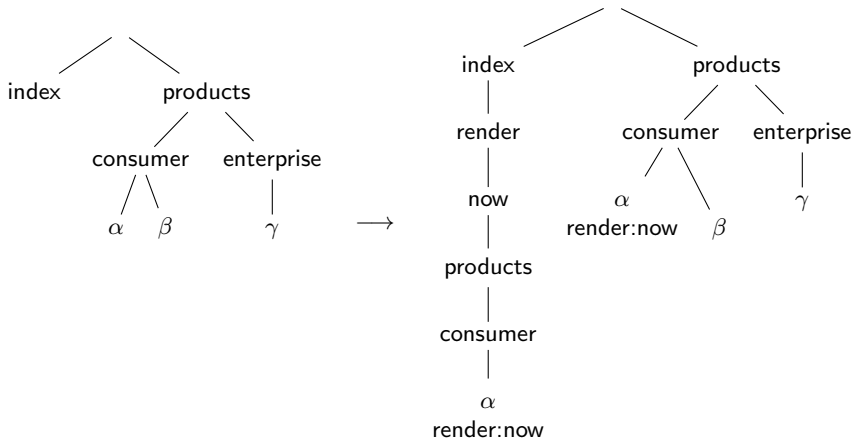 index products
consumer enterprise
α β γ
⟶
index products
render consumer enterprise
now α γ
render:now β
products
consumer
α
render:now